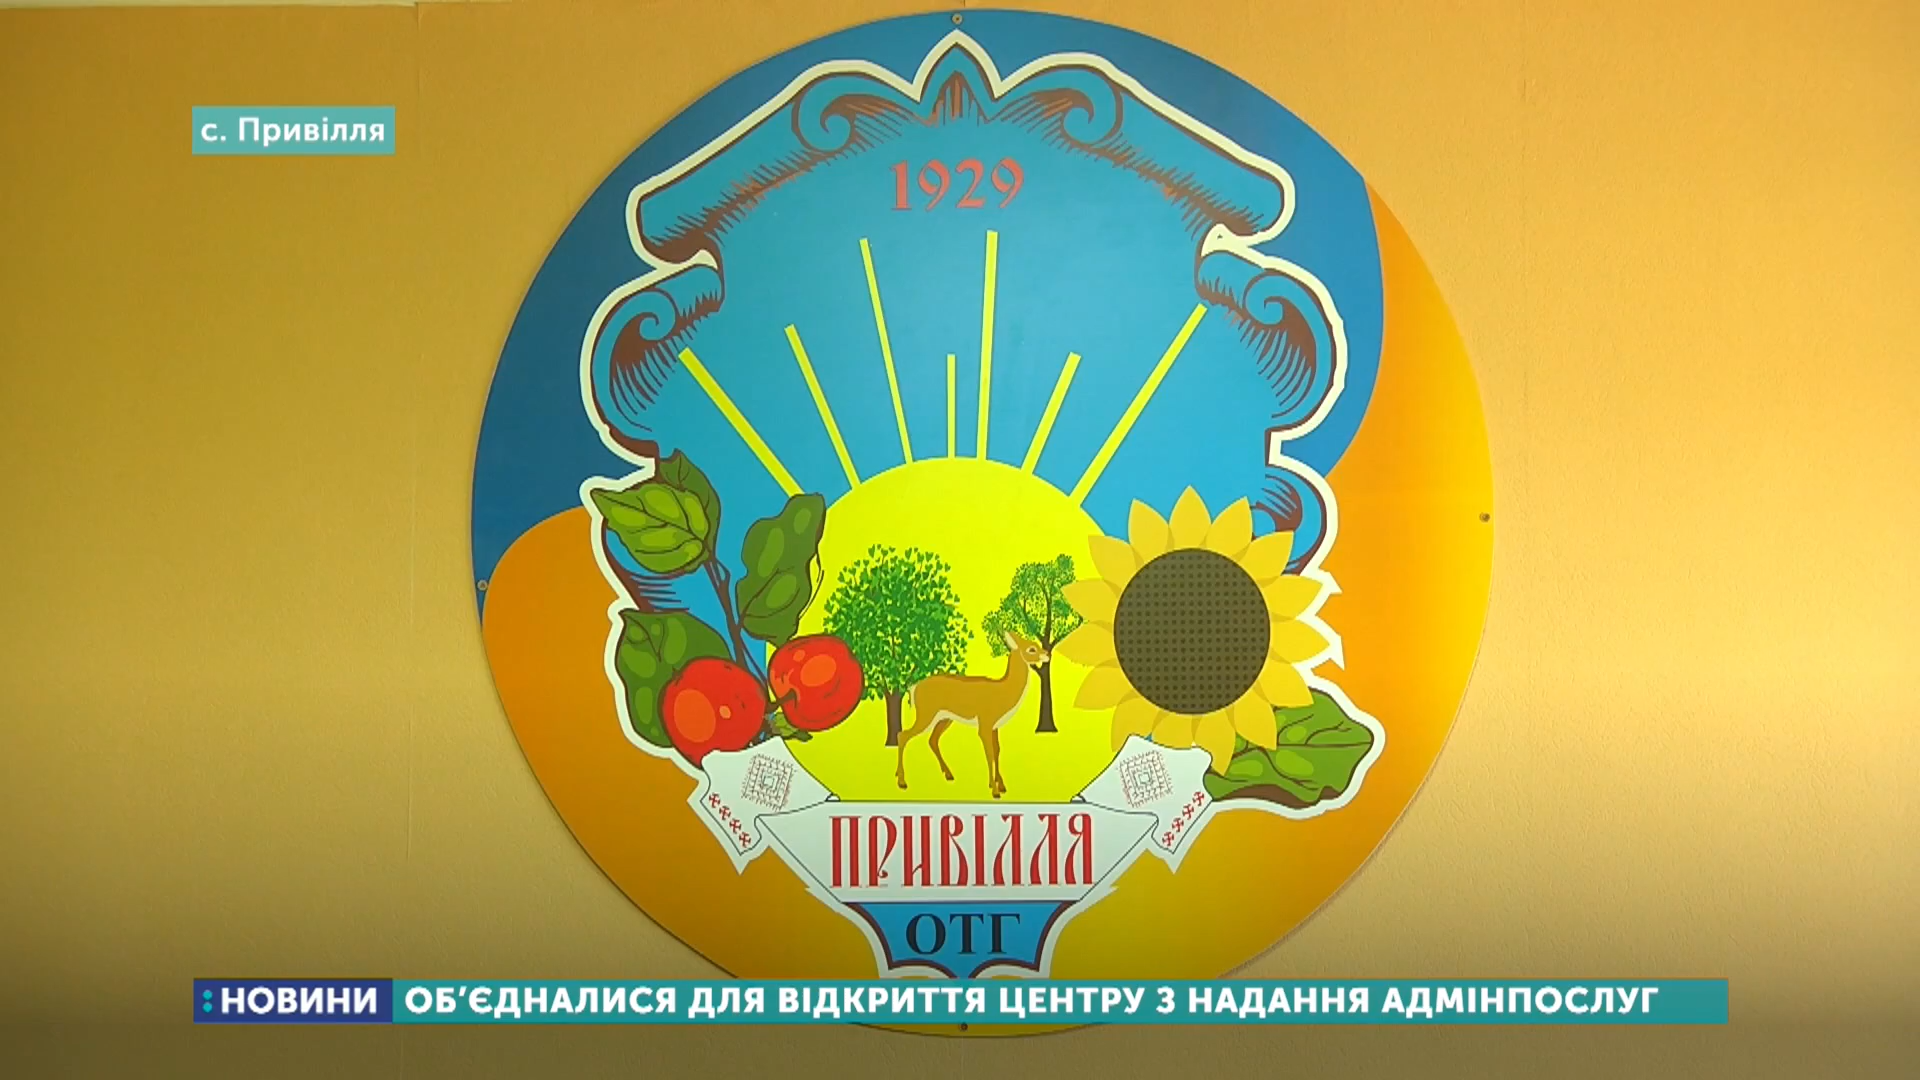 с. Привілля
1929
ПРИВІЛЛЯ
ОТГ
НОВИНИ
ОБ’ЄДНАЛИСЯ ДЛЯ ВІДКРИТТЯ ЦЕНТРУ З НАДАННЯ АДМІНПОСЛУГ